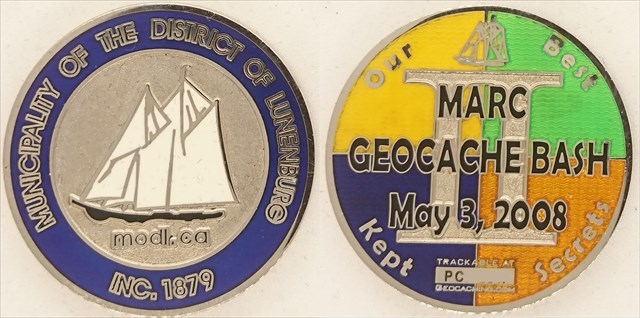 MUNICIPALITY OF THE DISTRICT OF LUNENBURG
modl.ca
INC. 1879
Our Best
MARC
GEOCACHE BASH
May 3, 2008
Kept Secrets
TRACKABLE AT
PC
GEOCACHING.COM